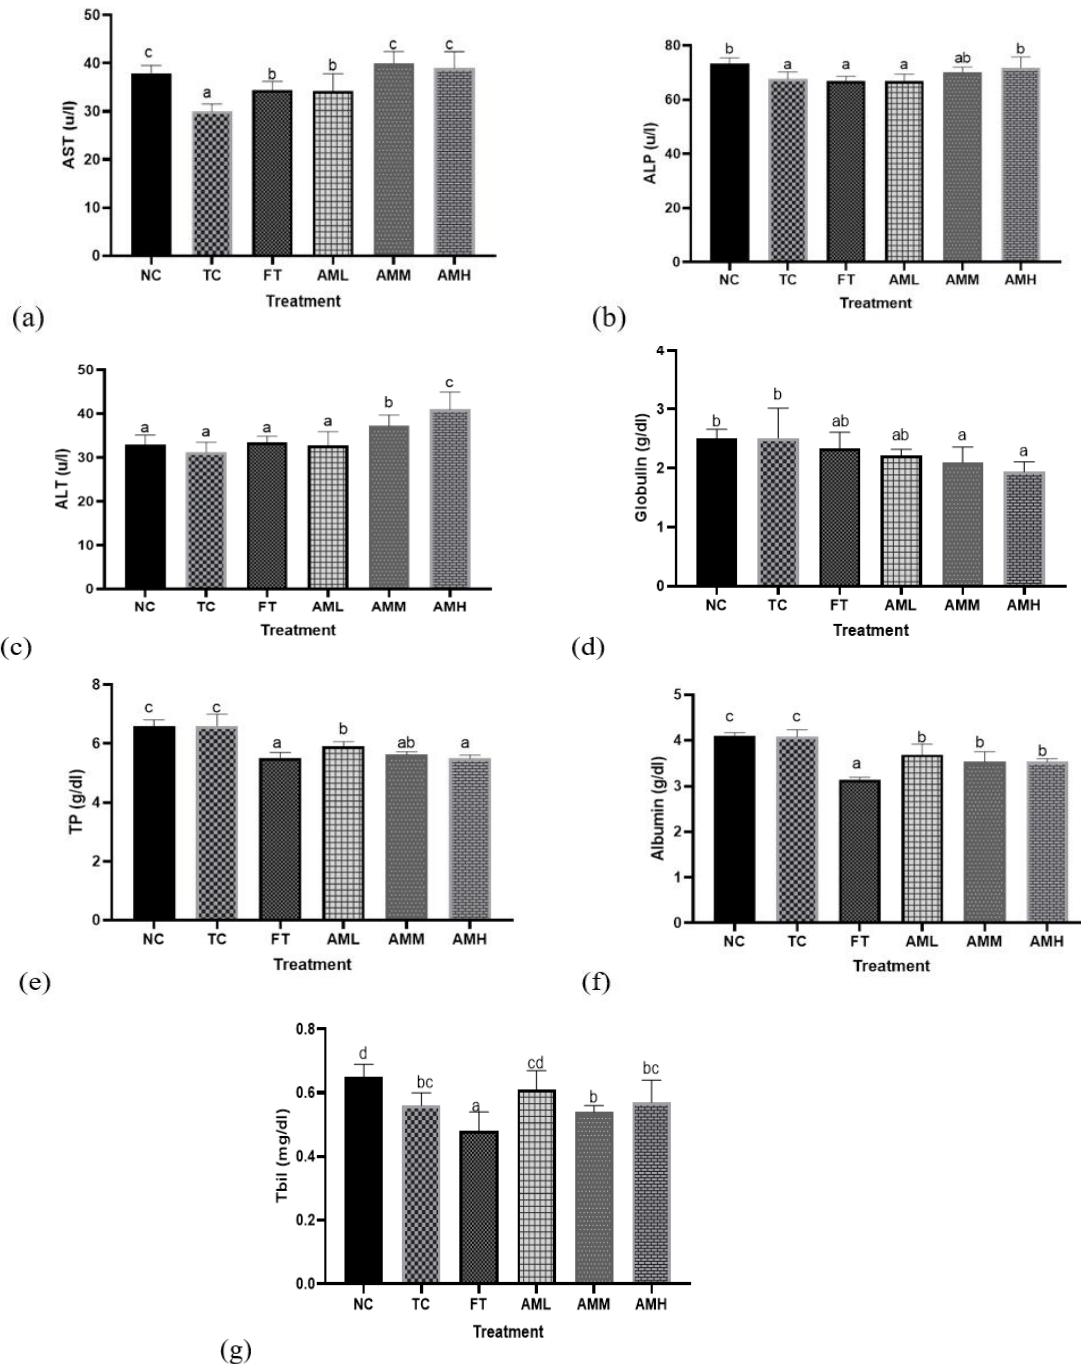 50
40
30
20
10
0
AST (u/l)
c a b b c c
NC TC FT AML AMM AMH
Treatment
(a)
80
60
40
20
0
ALP (u/l)
b a a a ab b
NC TC FT AML AMM AMH
Treatment
(b)
50
40
30
20
10
0
ALT (u/l)
a a a a b c
NC TC FT AML AMM AMH
Treatment
(c)
4
3
2
1
0
Globulin (g/dl)
b b ab ab a a
NC TC FT AML AMM AMH
Treatment
(d)
8
6
4
2
0
TP (g/dl)
c c a b ab a
NC TC FT AML AMM AMH
Treatment
(e)
5
4
3
2
1
0
Albumin (g/dl)
c c a b b b
NC TC FT AML AMM AMH
Treatment
(f)
0.8
0.6
0.4
0.2
0.0
Tbil (mg/dl)
d bc a cd b bc
NC TC FT AML AMM AMH
Treatment
(g)